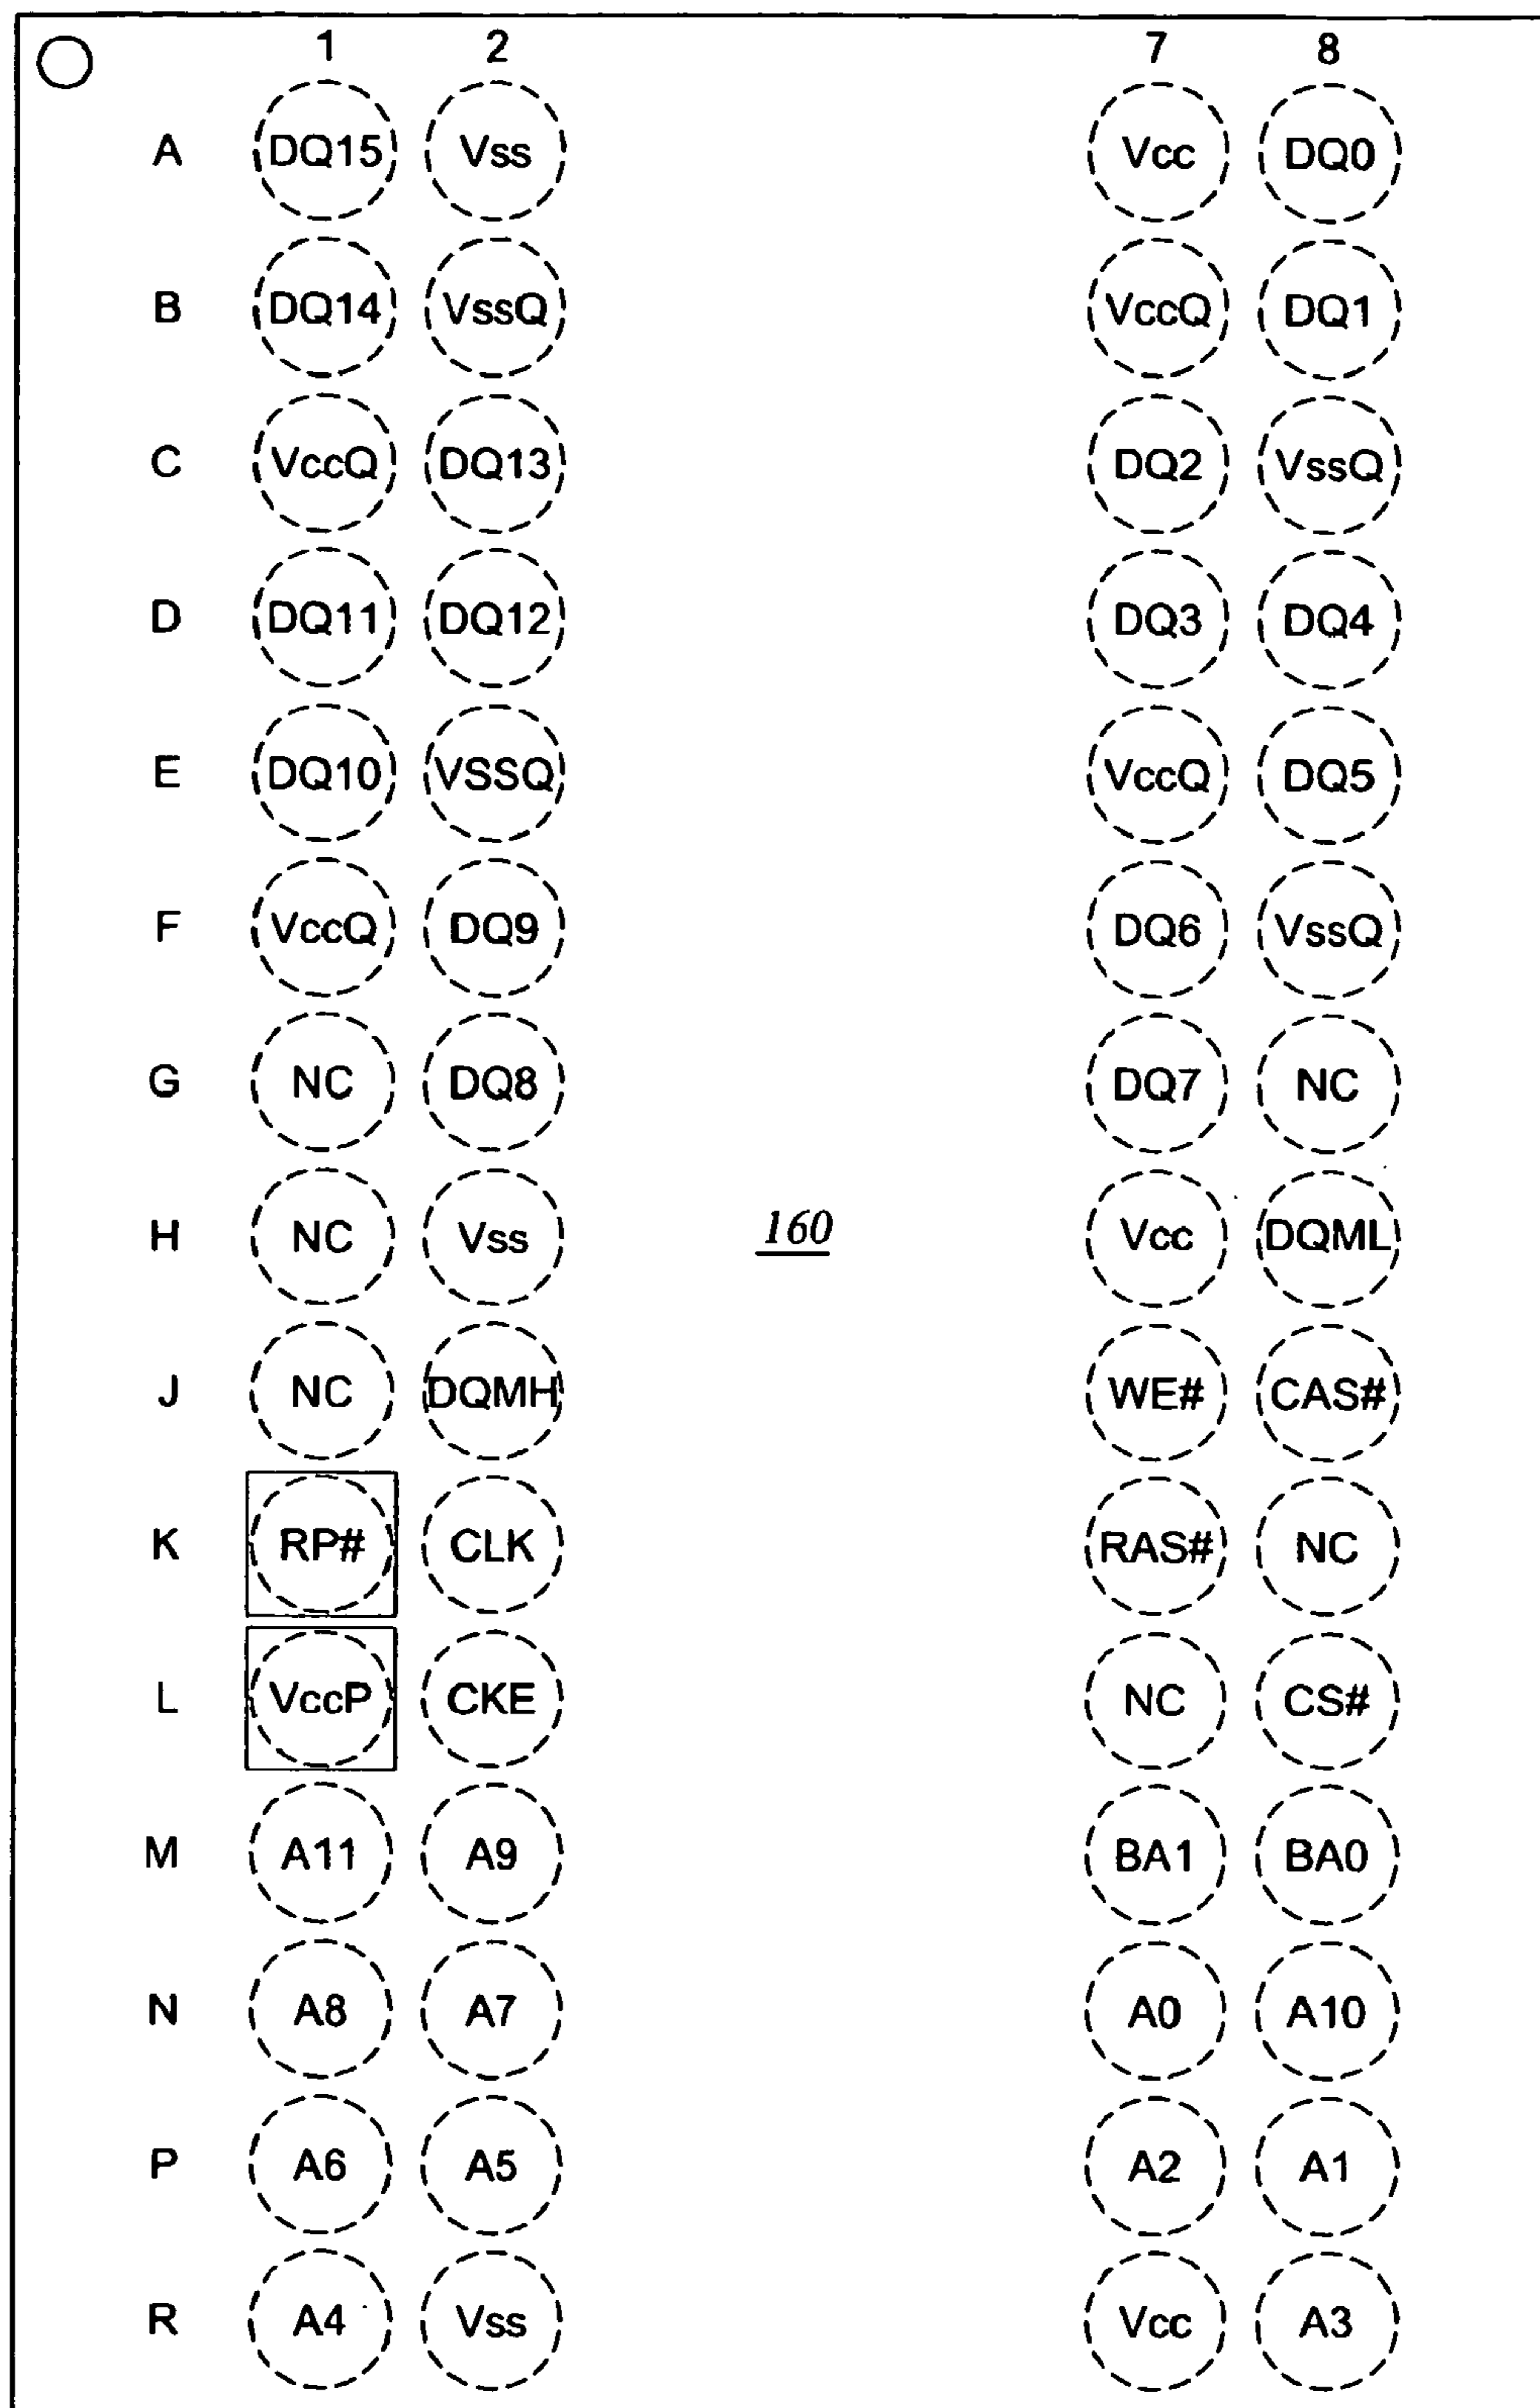 1 2 7 8
A DQ15 Vss Vcc DQ0
B DQ14 VssQ VccQ DQ1
C VccQ DQ13 DQ2 VssQ
D DQ11 DQ12 DQ3 DQ4
E DQ10 VSSQ VccQ DQ5
F VccQ DQ9 DQ6 VssQ
G NC DQ8 DQ7 NC
H NC Vss 160 Vcc DQML
J NC DQMH WE# CAS#
K RP# CLK RAS# NC
L VccP CKE NC CS#
M A11 A9 BA1 BA0
N A8 A7 A0 A10
P A6 A5 A2 A1
R A4 Vss Vcc A3